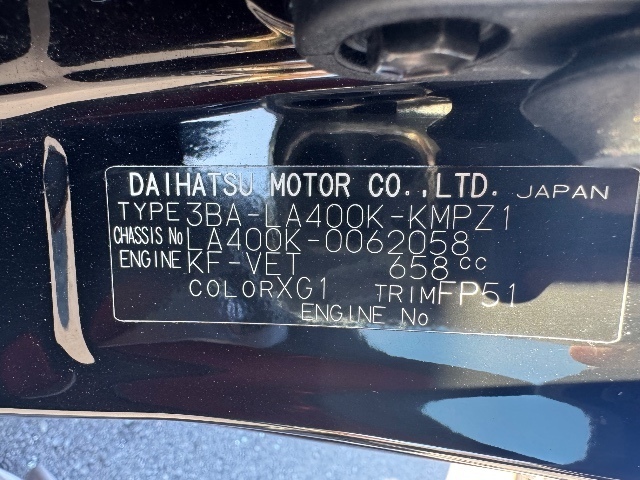 DAIHATSU MOTOR CO.,LTD. JAPAN
TYPE 3BA-LA400K-KMPZ1
CHASSIS No LA400K-0062058
ENGINE KF-VET 658 cc
COLOR XG1 TRIM FP51
ENGINE No